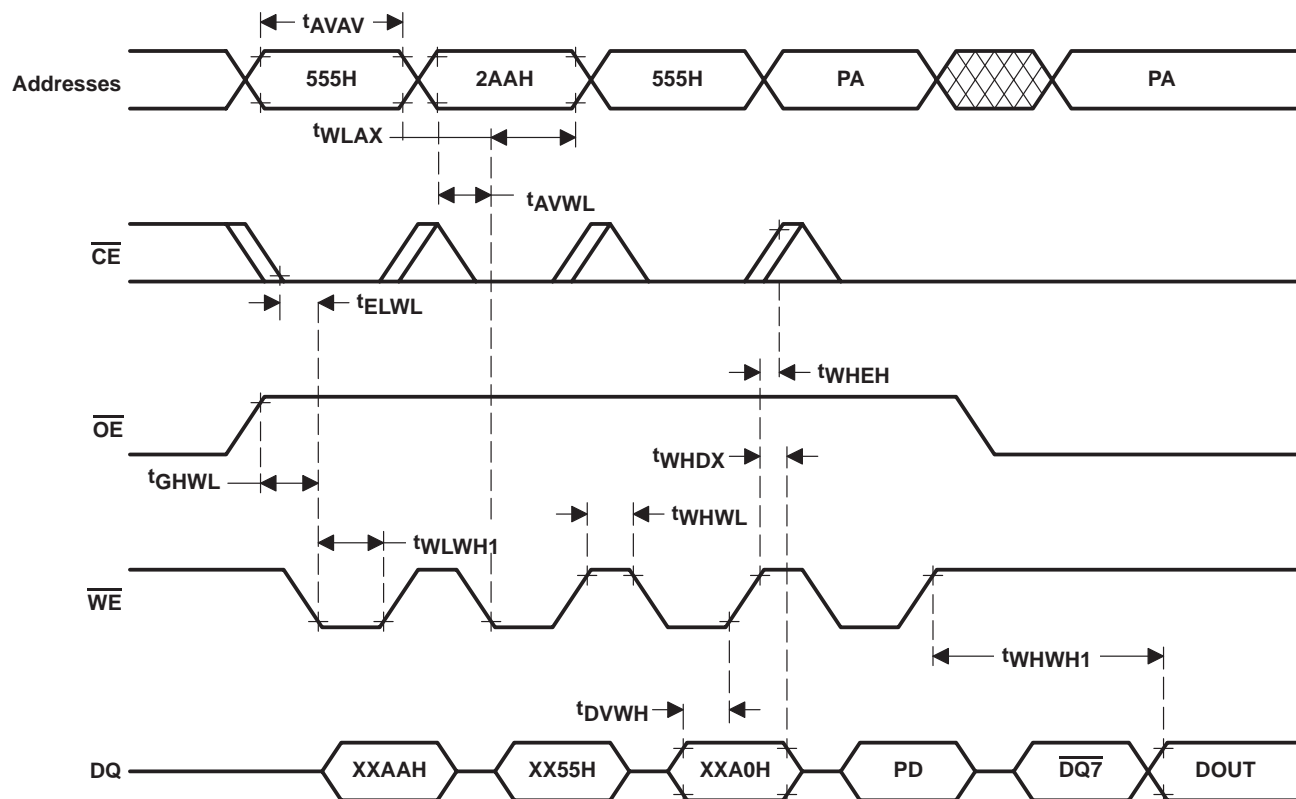 tAVAV
Addresses 555H 2AAH 555H PA PA
tWLAX
tAVWL
CE
tELWL
tWHEH
OE
tWHDX
tGHWL
tWHWL
tWLWH1
WE
tWHWH1
tDVWH
DQ XXAAH XX55H XXA0H PD DQ7 DOUT